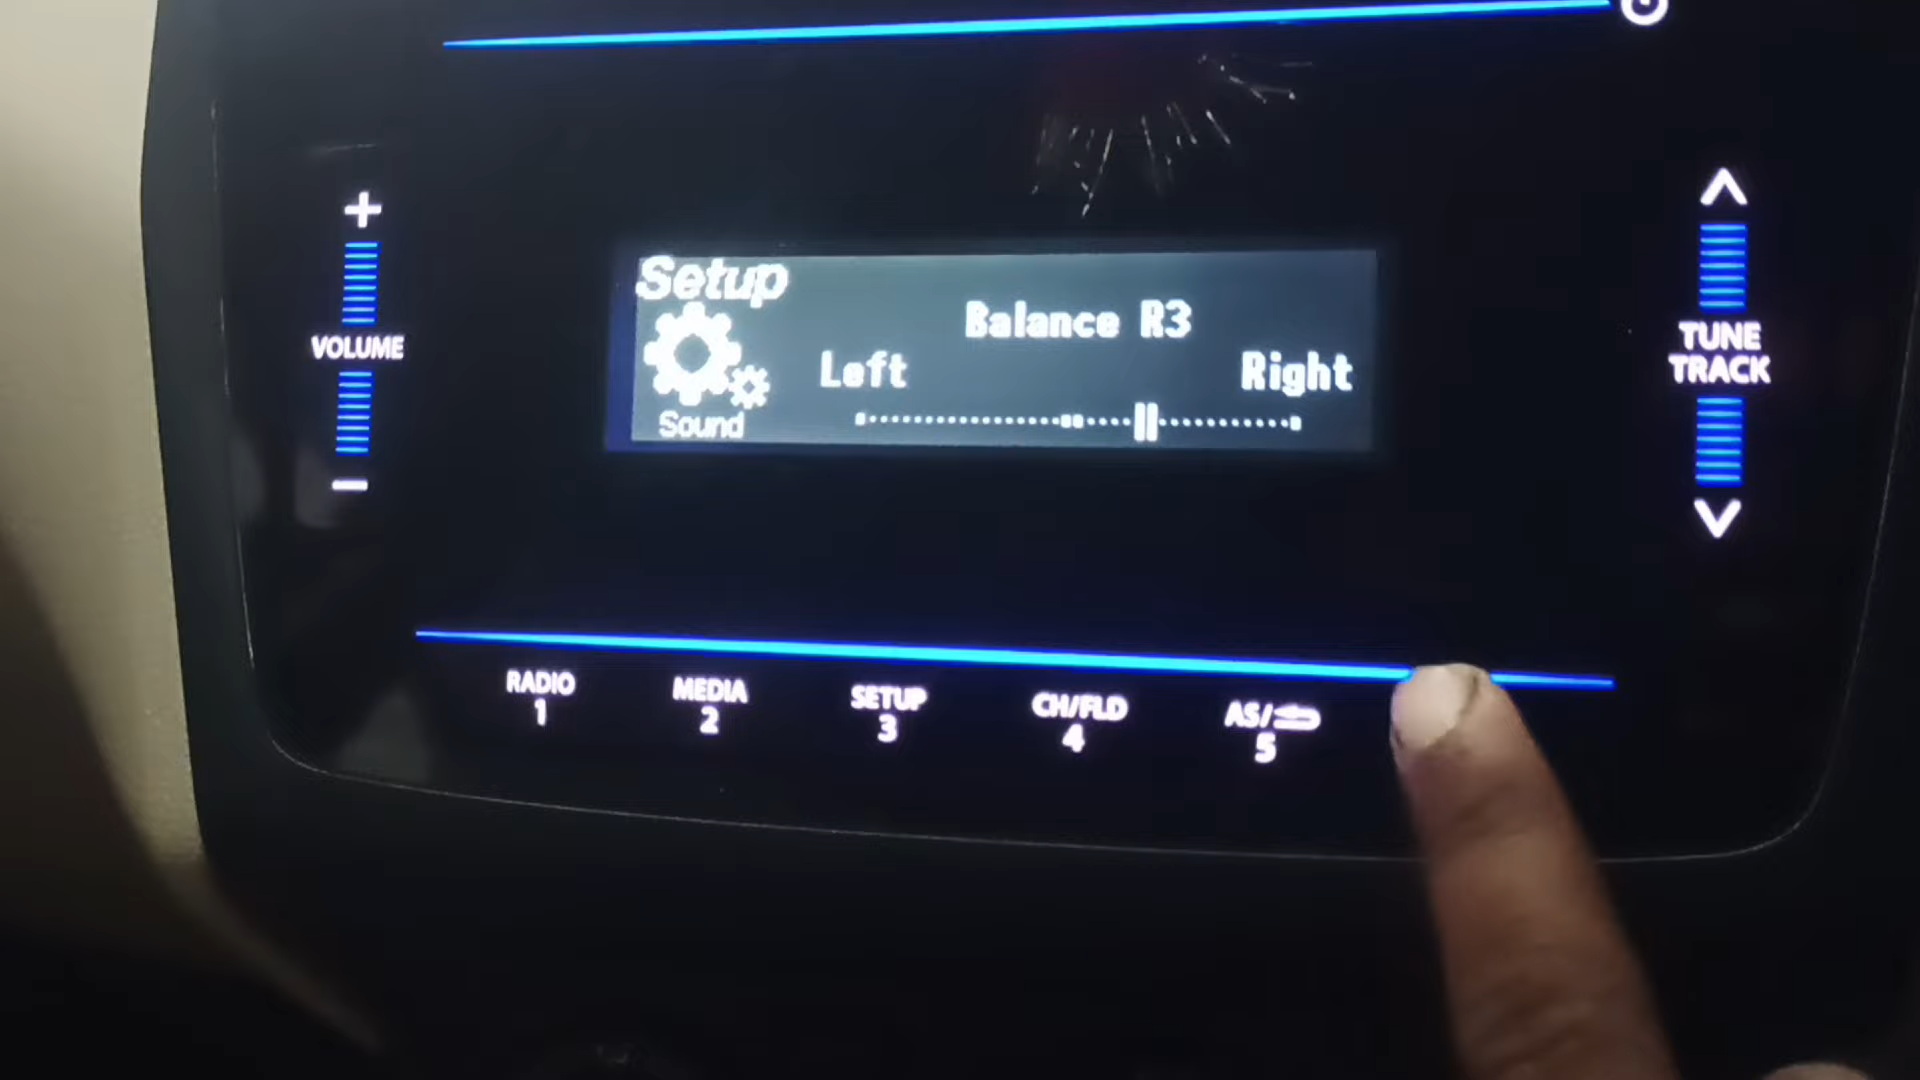 +
VOLUME
−
Setup
Sound
Balance R3
Left
Right
TUNE
TRACK
RADIO
1
MEDIA
2
SETUP
3
CH/FLD
4
AS/
5